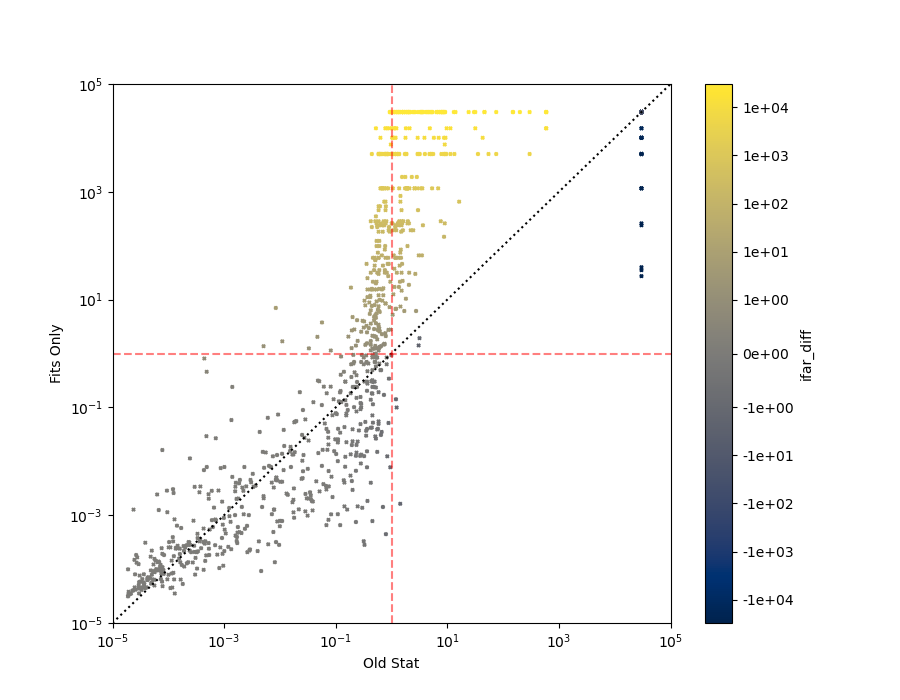 10^5
10^3
10^1
10^-1
10^-3
10^-5
Fits Only
10^-5
10^-3
10^-1
10^1
10^3
10^5
Old Stat
1e+04
1e+03
1e+02
1e+01
1e+00
0e+00
-1e+00
-1e+01
-1e+02
-1e+03
-1e+04
ifar_diff